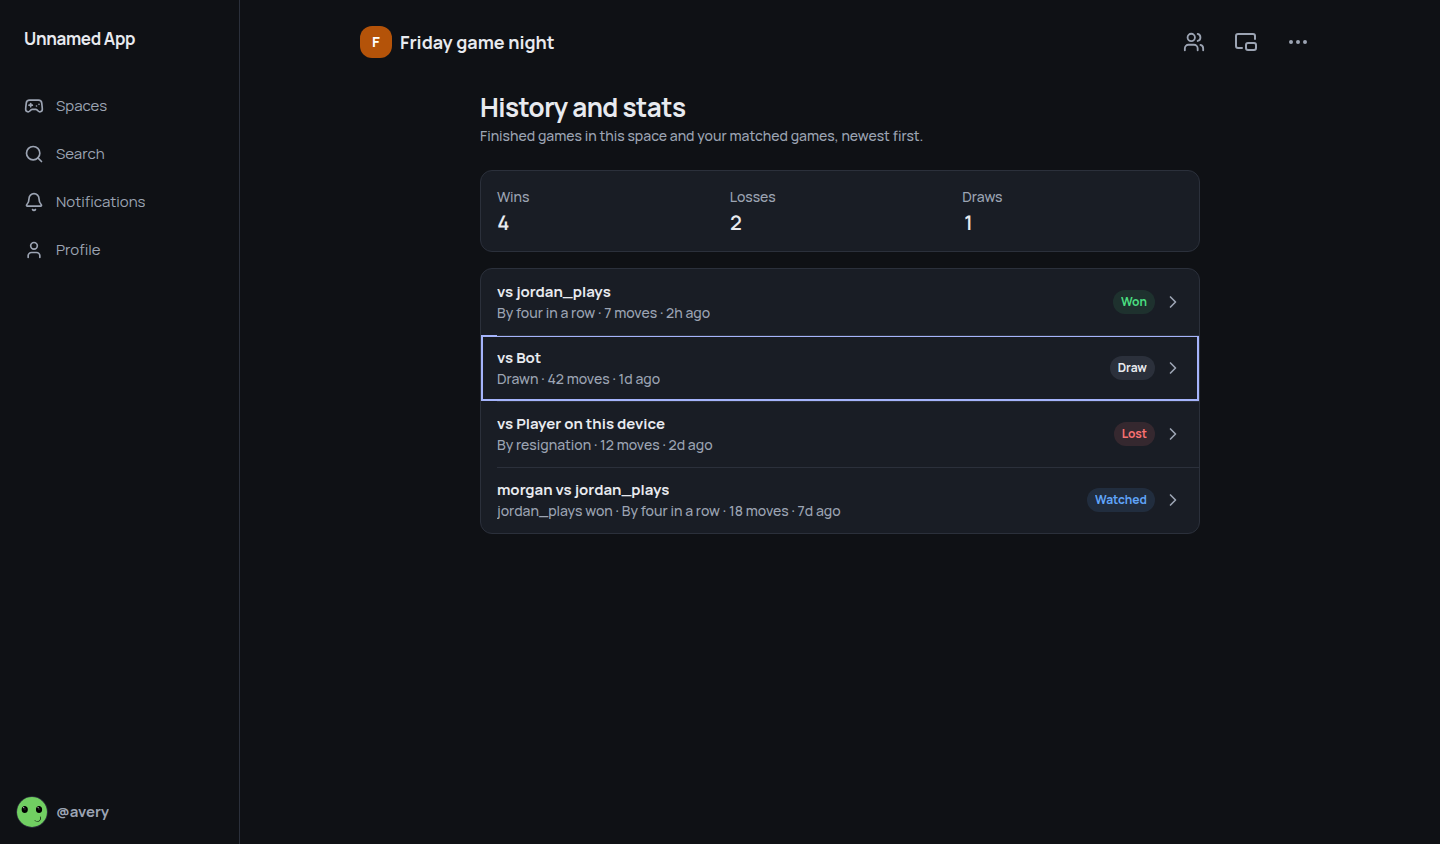 Unnamed App
Spaces
Search
Notifications
Profile
@avery
F
Friday game night
History and stats
Finished games in this space and your matched games, newest first.
Wins
Losses
Draws
4
2
1
vs jordan_plays
By four in a row · 7 moves · 2h ago
Won
vs Bot
Drawn · 42 moves · 1d ago
Draw
vs Player on this device
By resignation · 12 moves · 2d ago
Lost
morgan vs jordan_plays
jordan_plays won · By four in a row · 18 moves · 7d ago
Watched